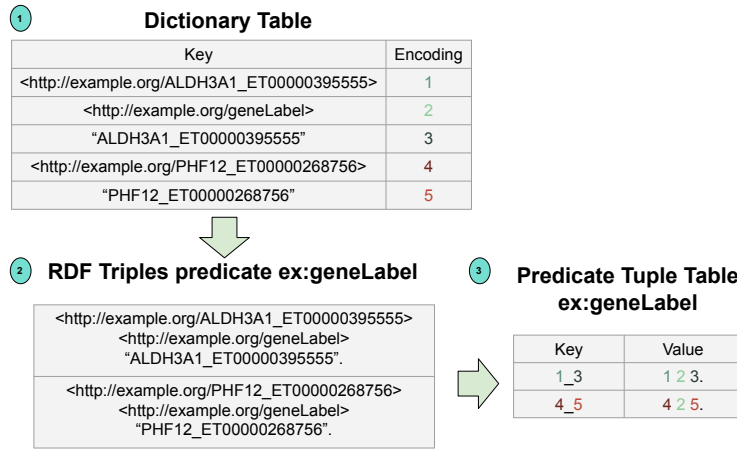 1
Dictionary Table
Key Encoding
<http://example.org/ALDH3A1_ET00000395555> 1
<http://example.org/geneLabel> 2
“ALDH3A1_ET00000395555” 3
<http://example.org/PHF12_ET00000268756> 4
“PHF12_ET00000268756” 5
2
RDF Triples predicate ex:geneLabel
<http://example.org/ALDH3A1_ET00000395555>
<http://example.org/geneLabel>
“ALDH3A1_ET00000395555”.
<http://example.org/PHF12_ET00000268756>
<http://example.org/geneLabel>
“PHF12_ET00000268756”.
3
Predicate Tuple Table
ex:geneLabel
Key Value
1_3 1 2 3.
4_5 4 2 5.